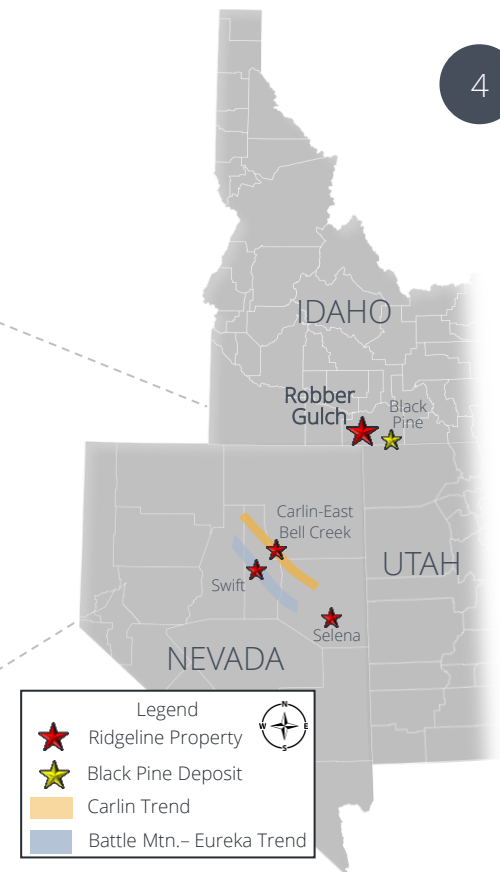 4
IDAHO
Robber
Gulch
Black
Pine
Carlin-East
Bell Creek
UTAH
Swift
Selena
NEVADA
Legend
N
W E
S
Ridgeline Property
Black Pine Deposit
Carlin Trend
Battle Mtn.– Eureka Trend